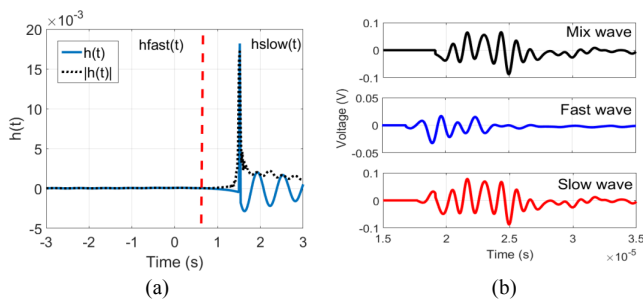 ×10⁻³
20
15
10
5
0
-5
h(t)
hfast(t)
hslow(t)
h(t)
|h(t)|
-3
-2
-1
0
1
2
3
Time (s)
(a)
0.1
0
-0.1
Mix wave
0.05
0
-0.05
Fast wave
Voltage (V)
0.1
0
-0.1
Slow wave
1.5
2
2.5
3
3.5
Time (s)
×10⁻⁵
(b)